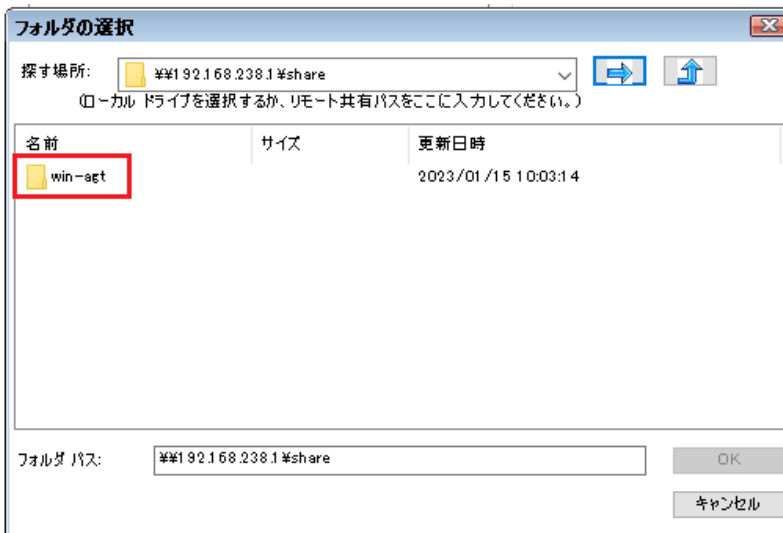 フォルダの選択
探す場所: ¥¥192.168.238.1¥share
(ローカル ドライブを選択するか、リモート共有パスをここに入力してください。)
名前 サイズ 更新日時
win-agt 2023/01/15 10:03:14
フォルダ パス: ¥¥192.168.238.1¥share OK
キャンセル